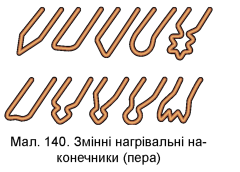 Мал. 140. Змінні нагрівальні на-
конечники (пера)